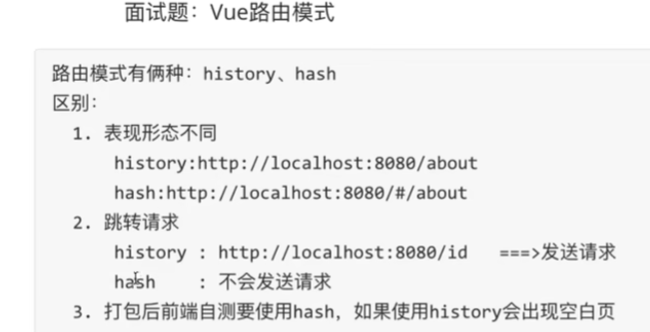 面试题：Vue路由模式
路由模式有俩种：history、hash
区别：
1. 表现形态不同
history:http://localhost:8080/about
hash:http://localhost:8080/#/about
2. 跳转请求
history : http://localhost:8080/id ===>发送请求
hash : 不会发送请求
3. 打包后前端自测要使用hash，如果使用history会出现空白页